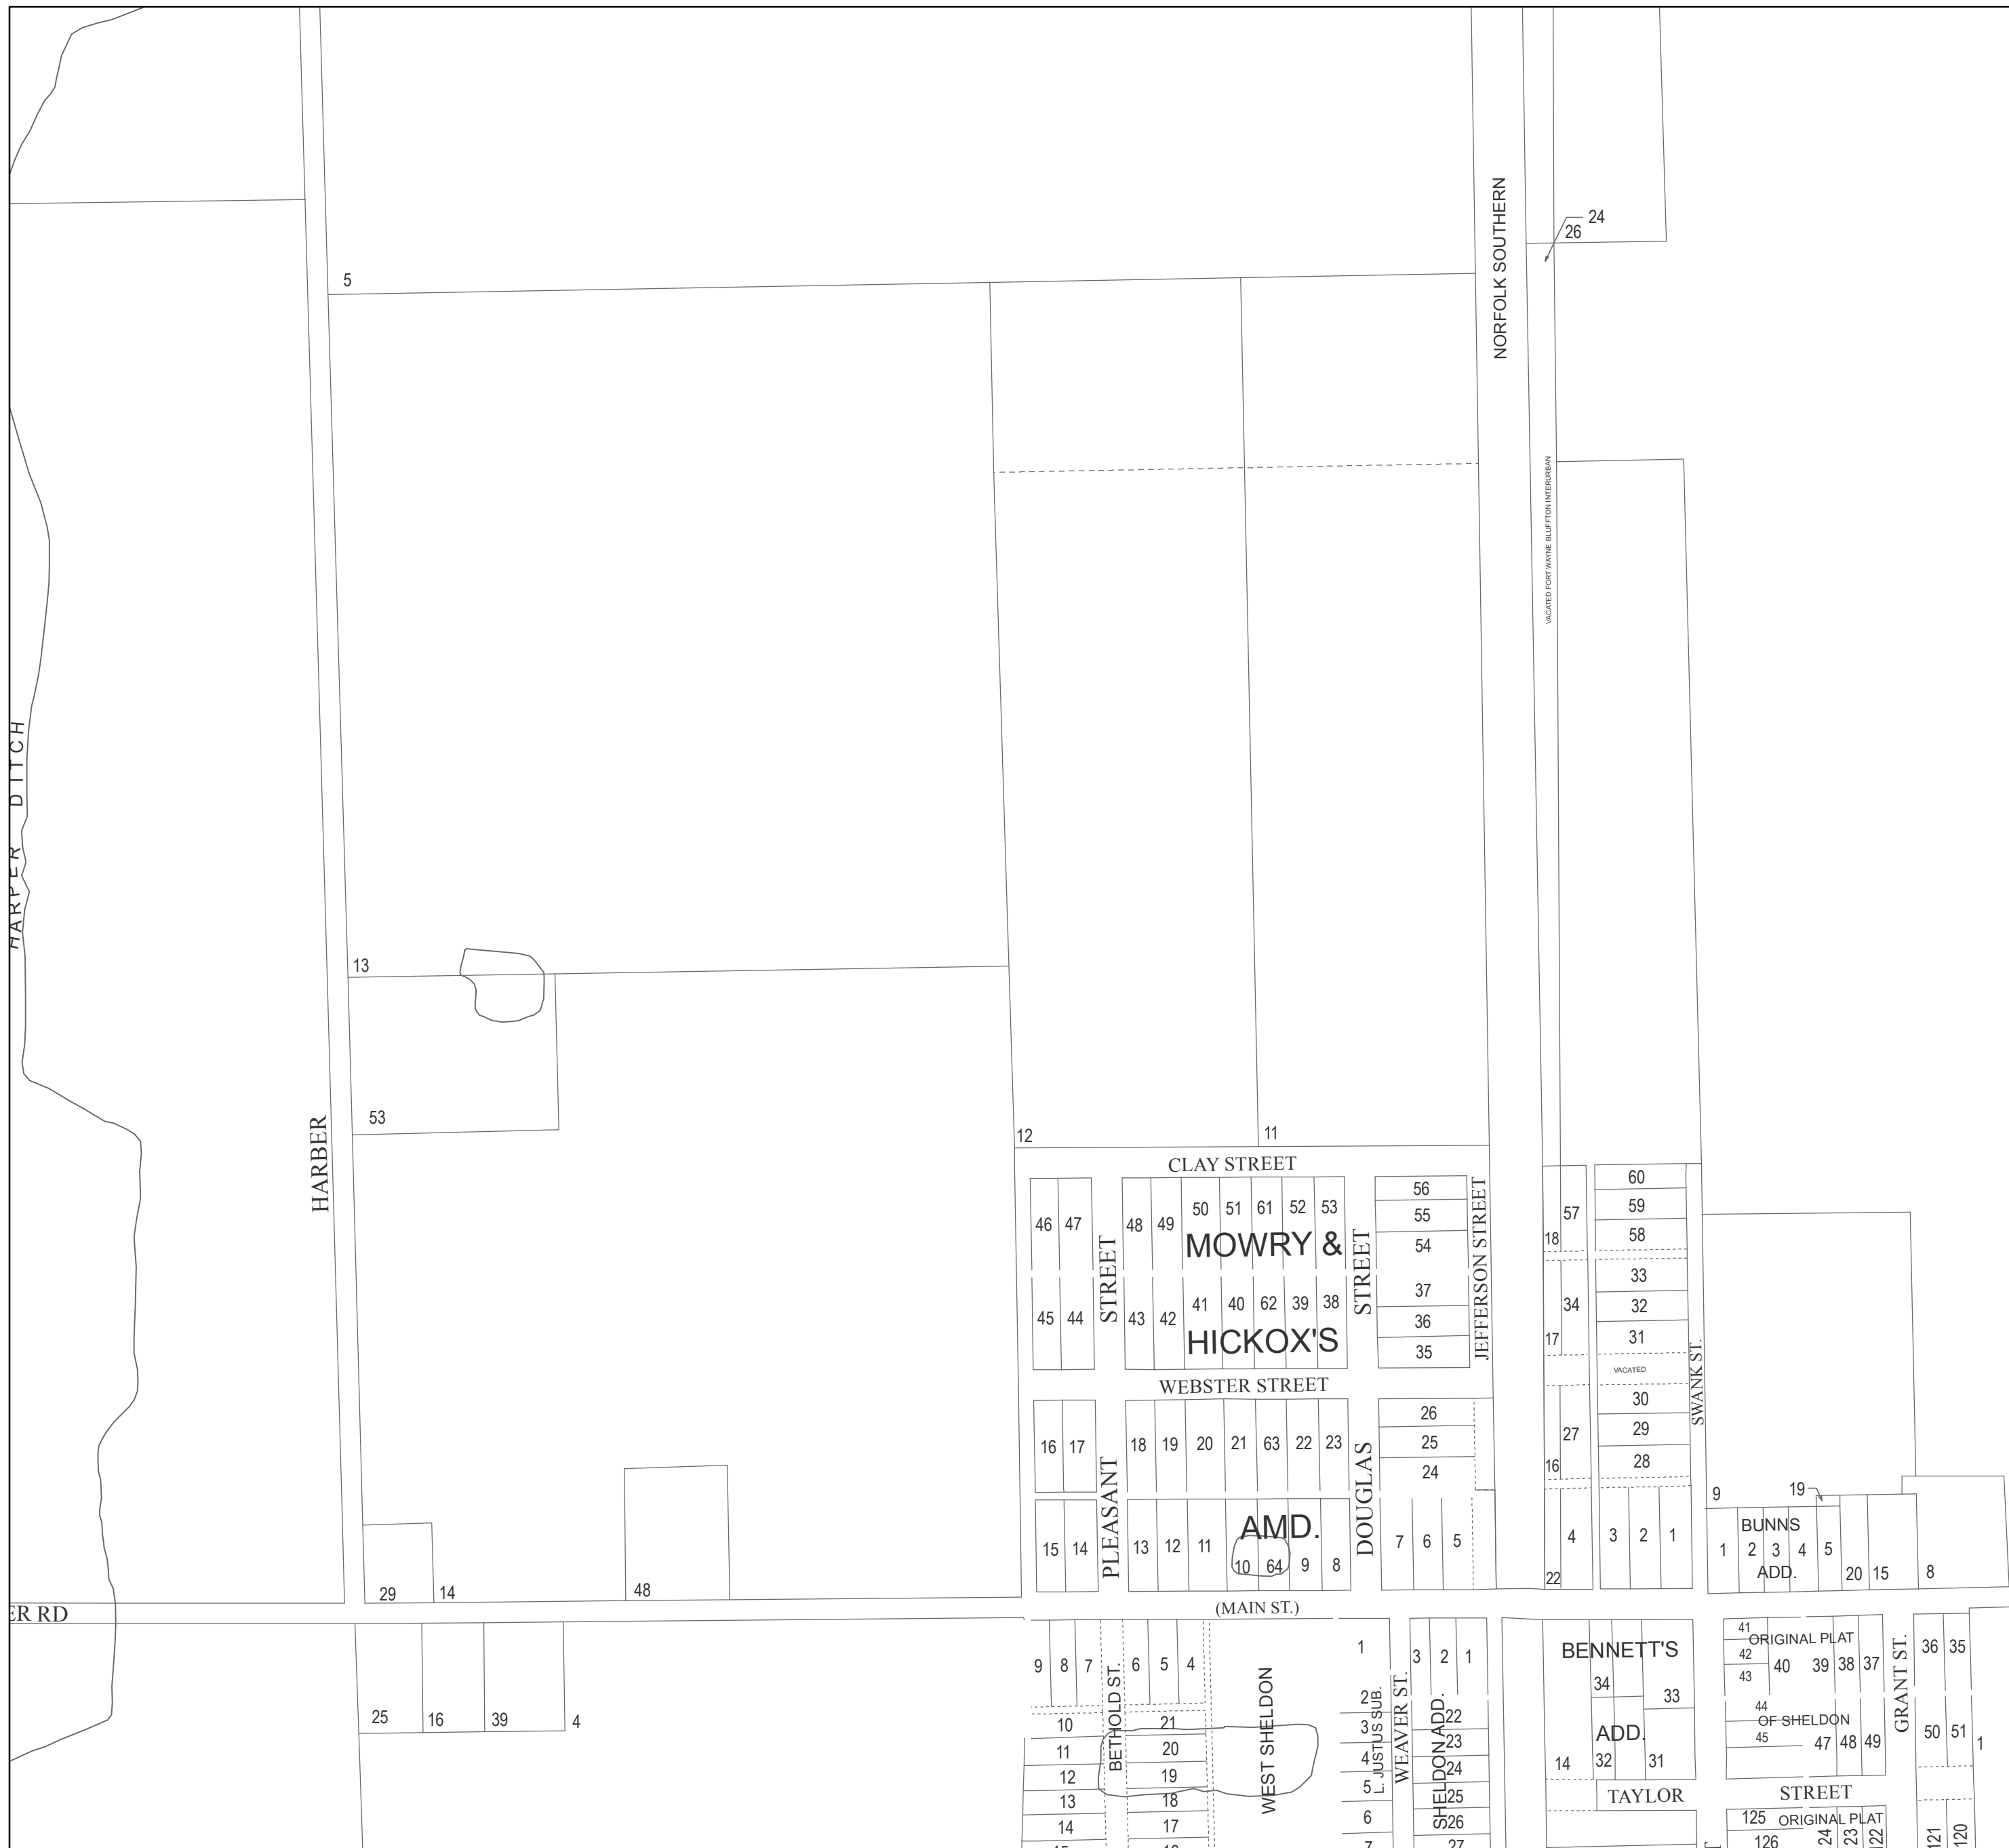 24
26
NORFOLK SOUTHERN
5
VACATED FORT WAYNE BLUFFTON INTERURBAN
HARPER DITCH
13
53
HARBER
12
11
CLAY STREET
46 47
48 49 50 51 61 52 53
56
55
54
MOWRY &
STREET
STREET
JEFFERSON STREET
57
18
60
59
58
45 44
43 42 41 40 62 39 38
37
36
35
HICKOX'S
34
17
33
32
31
VACATED
SWANK ST.
WEBSTER STREET
16 17
18 19 20 21 63 22 23
26
25
24
27
16
30
29
28
PLEASANT
DOUGLAS
AMD.
15 14
13 12 11 10 64 9 8
7 6 5
4
22
3 2 1
9
19
BUNNS
1 2 3 4 5
ADD.
20 15 8
29 14 48
ER RD
(MAIN ST.)
25 16 39 4
9 8 7
BETHOLD ST.
6 5 4
10
11
12
13
14
21
20
19
18
17
WEST SHELDON
1
2
3
4
5
6
7
L. JUSTUS SUB.
WEAVER ST.
3 2 1
SHELDON ADD.
22
23
24
25
26
27
BENNETT'S
34
33
ADD.
14 32 31
41
42
43
ORIGINAL PLAT
40 39 38 37
44
OF SHELDON
45
47 48 49
GRANT ST.
36 35
50 51
1
TAYLOR STREET
125
ORIGINAL PLAT
126
24
23
122
121
120